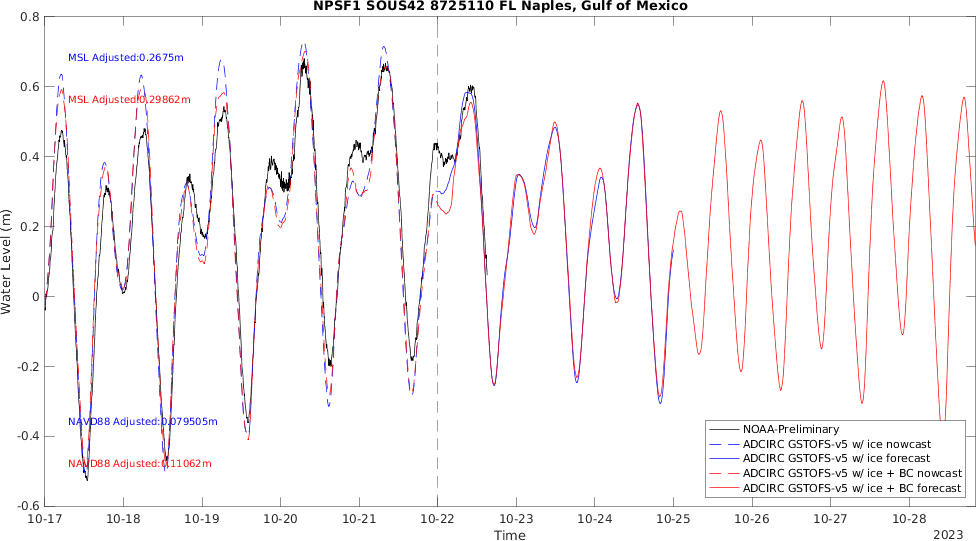 NPSF1 SOUS42 8725110 FL Naples, Gulf of Mexico
0.8
0.6
0.4
0.2
0
-0.2
-0.4
-0.6
Water Level (m)
MSL Adjusted:0.2675m
MSL Adjusted:0.29862m
NAVD88 Adjusted:0.079505m
NAVD88 Adjusted:0.11062m
NOAA-Preliminary
ADCIRC GSTOFS-v5 w/ ice nowcast
ADCIRC GSTOFS-v5 w/ ice forecast
ADCIRC GSTOFS-v5 w/ ice + BC nowcast
ADCIRC GSTOFS-v5 w/ ice + BC forecast
10-17 10-18 10-19 10-20 10-21 10-22 10-23 10-24 10-25 10-26 10-27 10-28
Time
2023